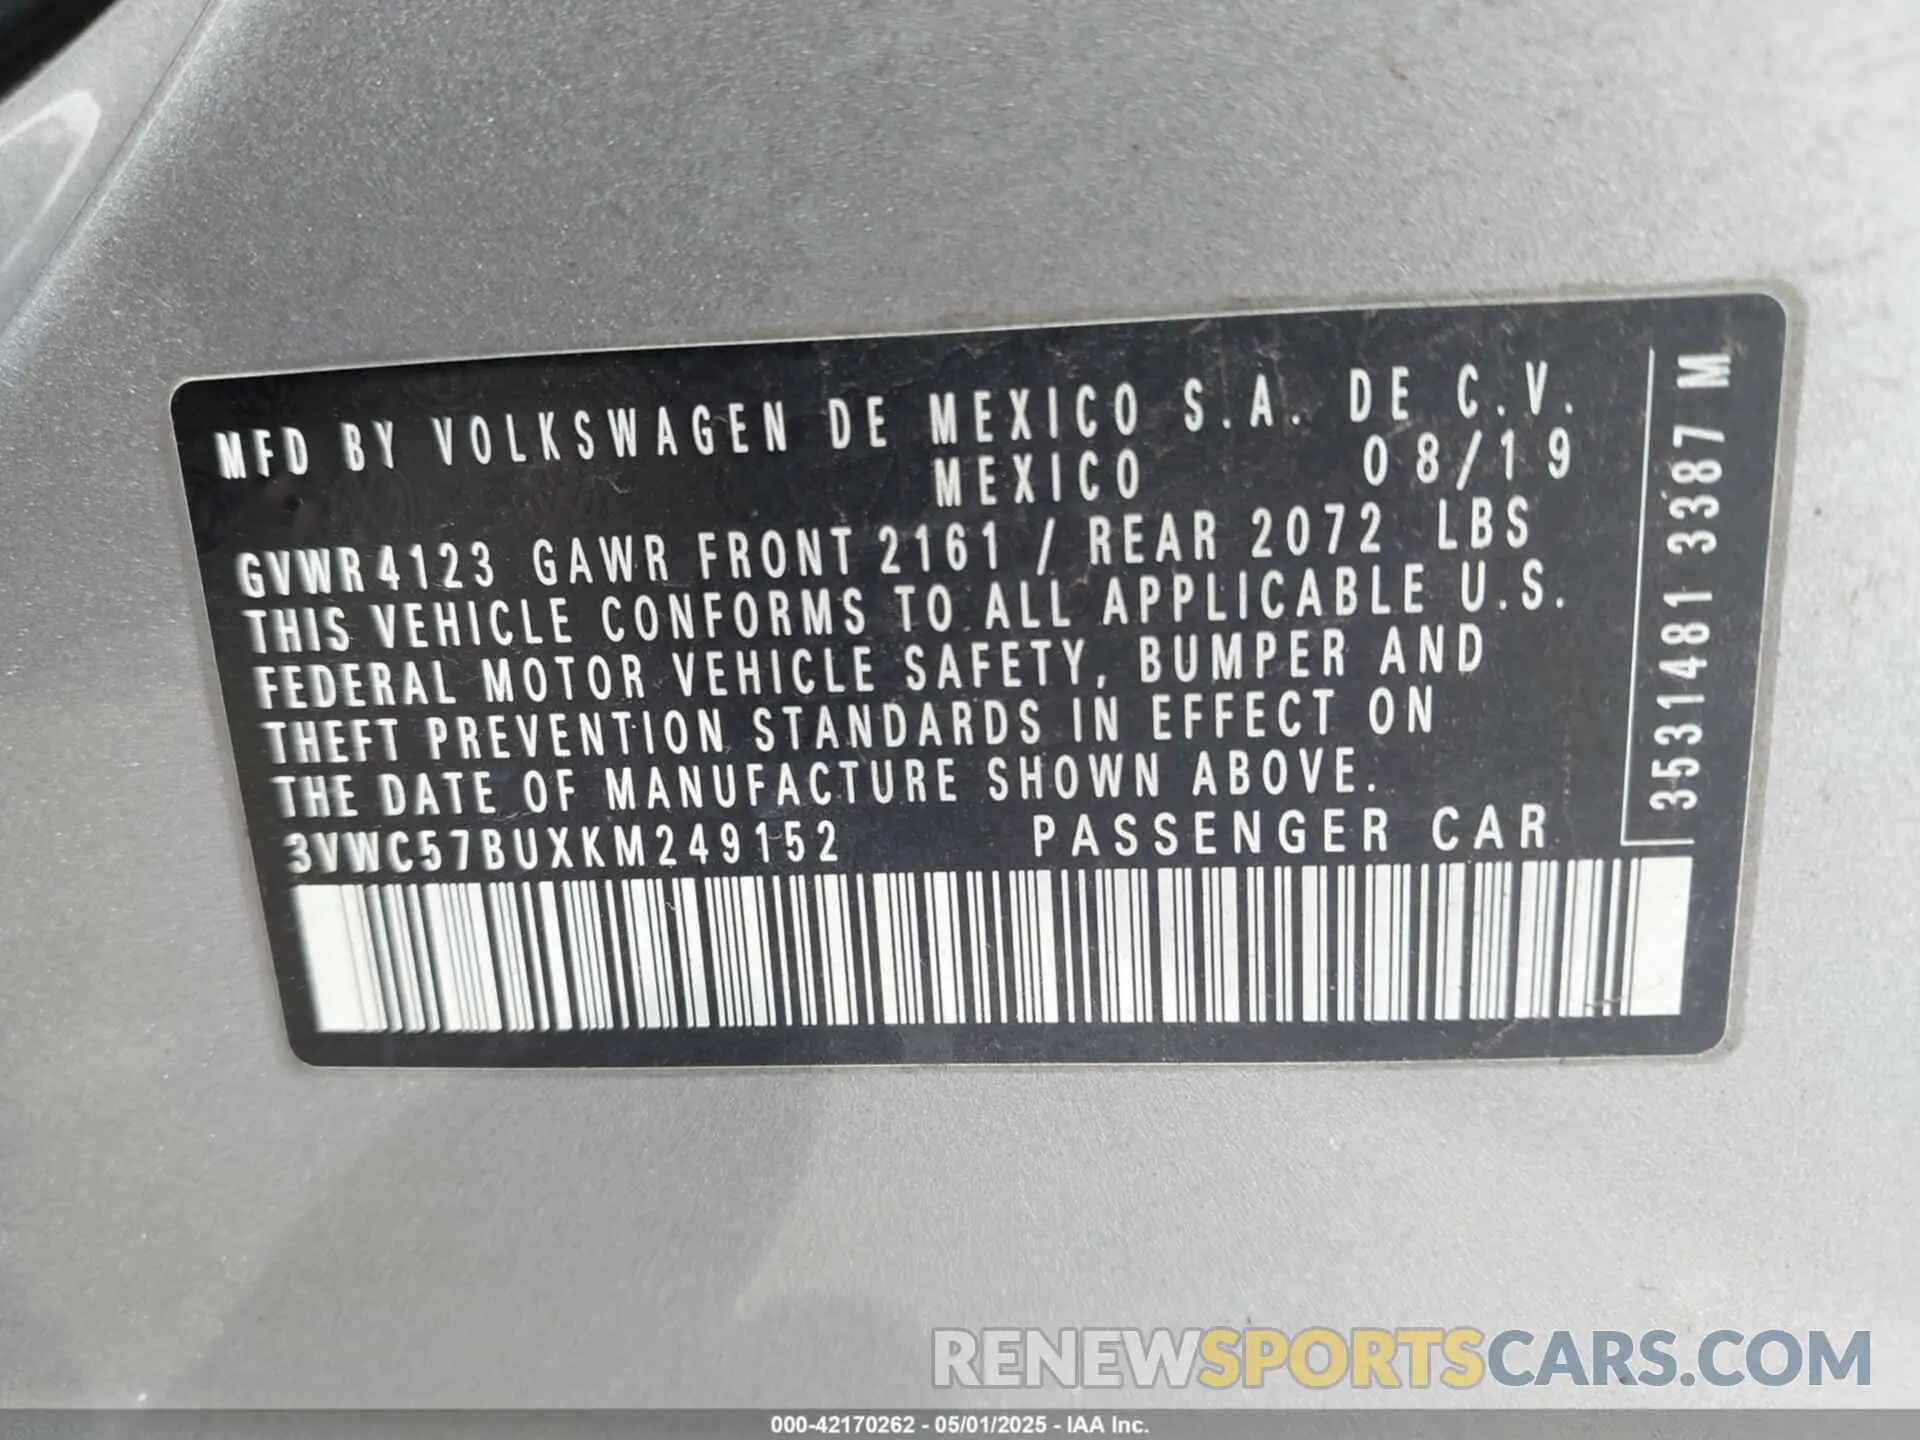 MFD BY VOLKSWAGEN DE MEXICO S.A. DE C.V.
MEXICO 08/19
GVWR 4123 GAWR FRONT 2161 / REAR 2072 LBS
THIS VEHICLE CONFORMS TO ALL APPLICABLE U.S.
FEDERAL MOTOR VEHICLE SAFETY, BUMPER AND
THEFT PREVENTION STANDARDS IN EFFECT ON
THE DATE OF MANUFACTURE SHOWN ABOVE.
3VWC57BUXKM249152 PASSENGER CAR
3531481 3387 M
RENEWSPORTSCARS.COM
000-42170262 - 05/01/2025 - IAA Inc.